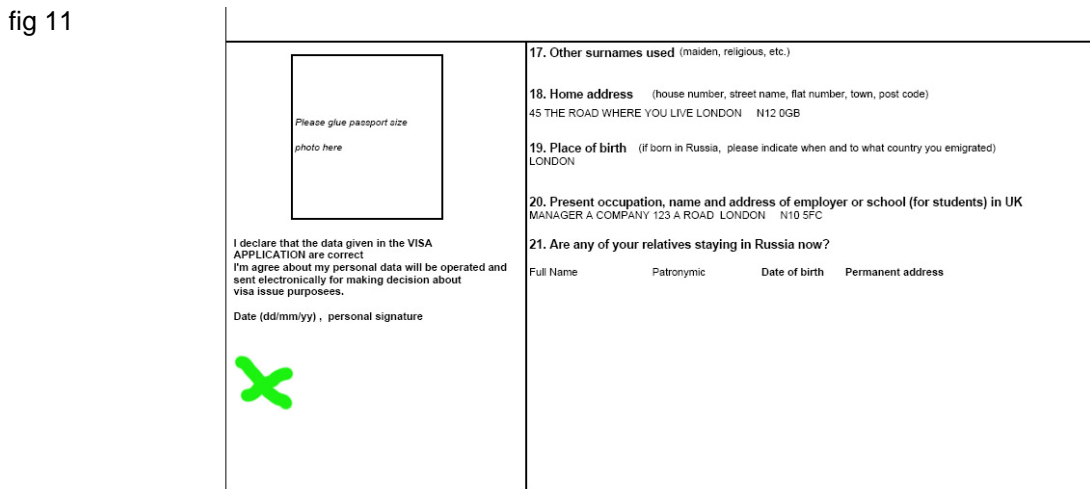 fig 11
Please glue passport size
photo here
I declare that the data given in the VISA
APPLICATION are correct
I'm agree about my personal data will be operated and
sent electronically for making decision about
visa issue purposees.
Date (dd/mm/yy) , personal signature
17. Other surnames used (maiden, religious, etc.)
18. Home address (house number, street name, flat number, town, post code)
45 THE ROAD WHERE YOU LIVE LONDON N12 0GB
19. Place of birth (if born in Russia, please indicate when and to what country you emigrated)
LONDON
20. Present occupation, name and address of employer or school (for students) in UK
MANAGER A COMPANY 123 A ROAD LONDON N10 5FC
21. Are any of your relatives staying in Russia now?
Full Name Patronymic Date of birth Permanent address